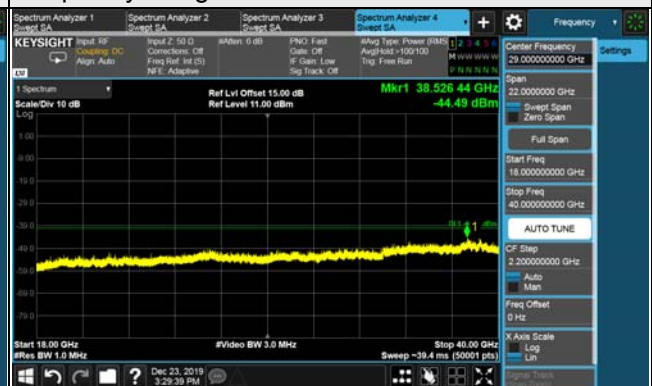 Spectrum Analyzer 1
Swept SA
Spectrum Analyzer 2
Swept SA
Spectrum Analyzer 3
Swept SA
Spectrum Analyzer 4
Swept SA
Frequency
KEYSIGHT
Input: RF
Coupling: DC
Align: Auto
Input Z: 50 Ω
Corrections: Off
Freq Ref: Int (S)
NFE: Adaptive
#Atten: 6 dB
PNO: Fast
Gate: Off
IF Gain: Low
Sig Track: Off
#Avg Type: Power (RMS)
Avg|Hold: >100/100
Trig: Free Run
1 2 3 4 5 6
M W W W W W
P N N N N N
LXI
1 Spectrum
Scale/Div 10 dB
Log
Ref Lvl Offset 15.00 dB
Ref Level 11.00 dBm
Mkr1 38.526 44 GHz
-44.49 dBm
1.00
-9.00
-19.0
-29.0
-39.0
-49.0
-59.0
-69.0
-79.0
1
Start 18.00 GHz
#Res BW 1.0 MHz
#Video BW 3.0 MHz
Stop 40.00 GHz
Sweep ~39.4 ms (50001 pts)
Dec 23, 2019
3:29:39 PM
Center Frequency
29.000000000 GHz
Span
22.0000000 GHz
Swept Span
Zero Span
Full Span
Start Freq
18.000000000 GHz
Stop Freq
40.000000000 GHz
AUTO TUNE
CF Step
2.200000000 GHz
Auto
Man
Freq Offset
0 Hz
X Axis Scale
Log
Lin
Signal Track
Settings